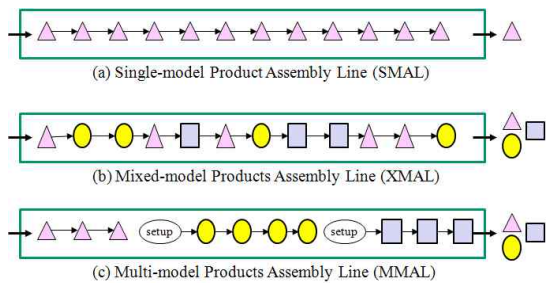 (a) Single-model Product Assembly Line (SMAL)
(b) Mixed-model Products Assembly Line (XMAL)
setup setup
(c) Multi-model Products Assembly Line (MMAL)